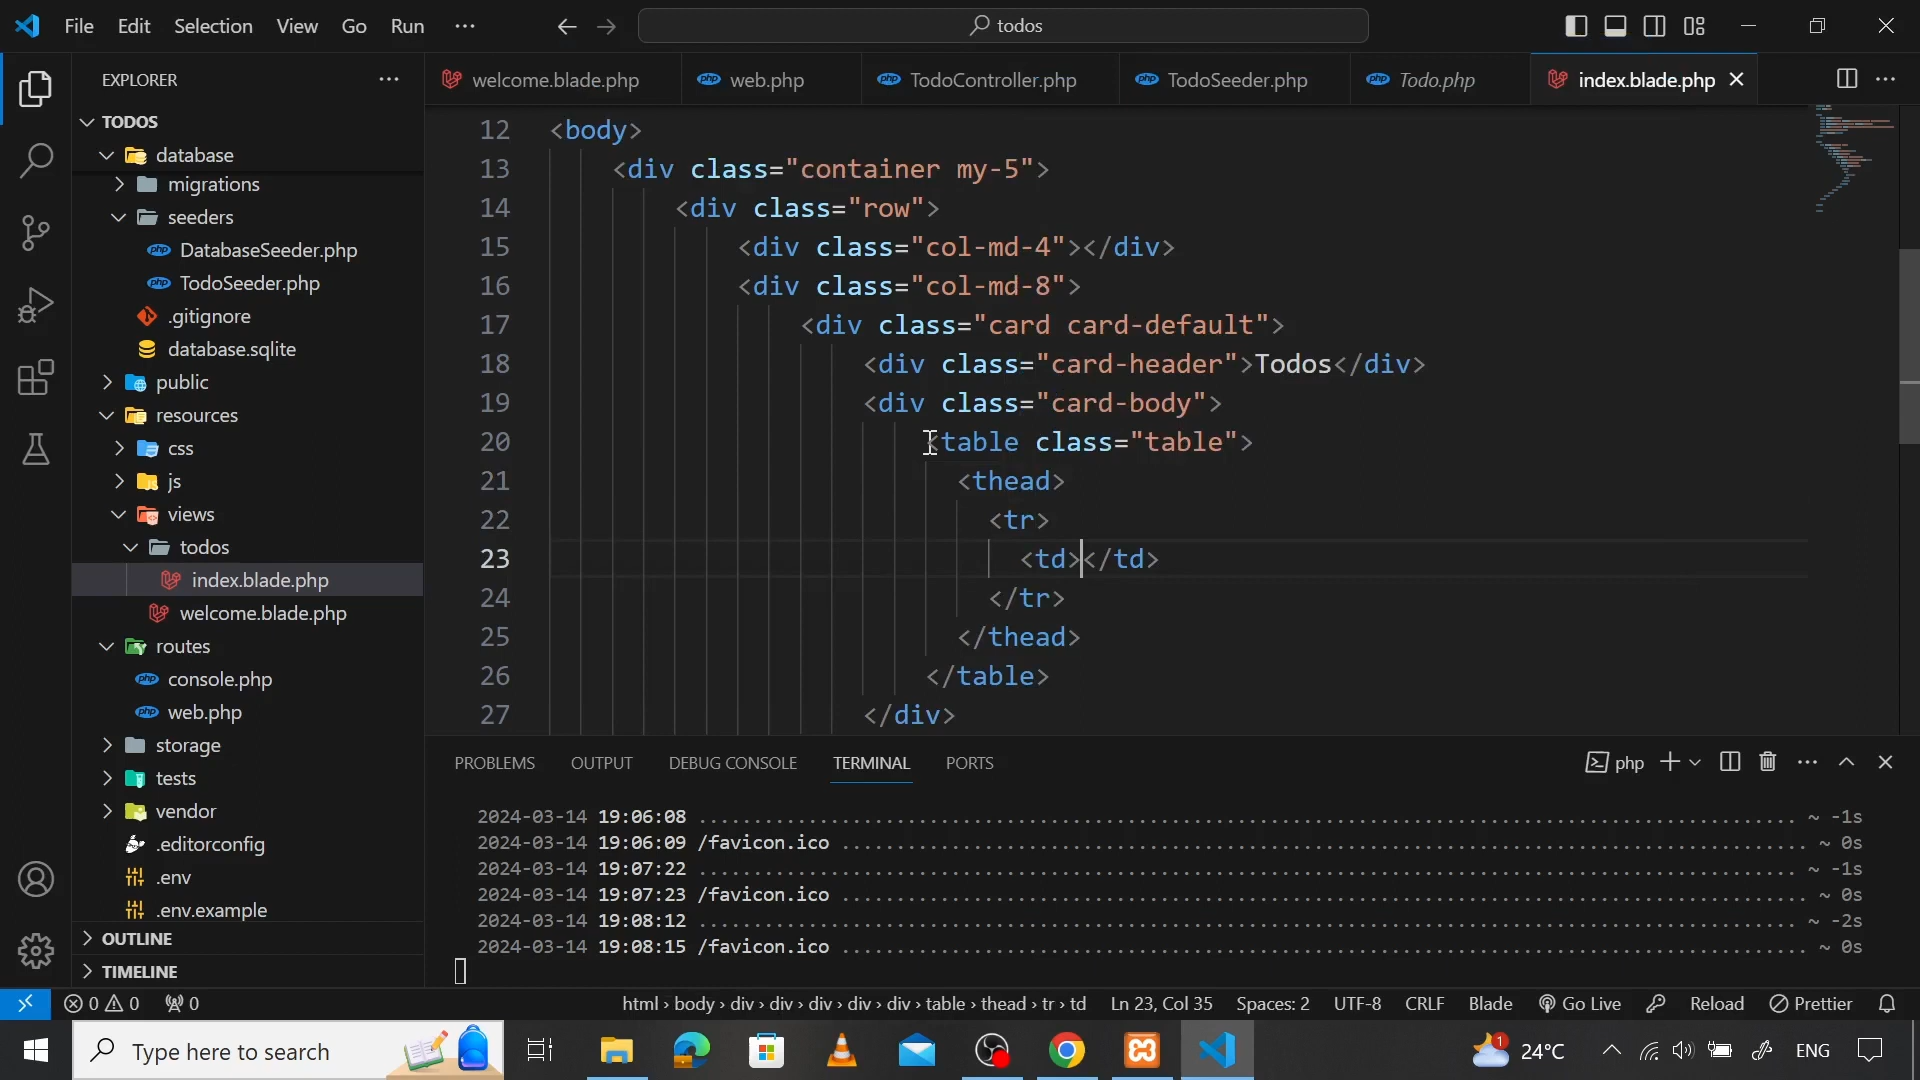 File Edit Selection View Go Run ···
todos
EXPLORER ···
welcome.blade.php web.php TodoController.php TodoSeeder.php Todo.php index.blade.php
TODOS
database
migrations
seeders
DatabaseSeeder.php
TodoSeeder.php
.gitignore
database.sqlite
public
resources
css
js
views
todos
index.blade.php
welcome.blade.php
routes
console.php
web.php
storage
tests
vendor
.editorconfig
.env
.env.example
OUTLINE
TIMELINE
12 <body>
13 <div class="container my-5">
14 <div class="row">
15 <div class="col-md-4"></div>
16 <div class="col-md-8">
17 <div class="card card-default">
18 <div class="card-header">Todos</div>
19 <div class="card-body">
20 <table class="table">
21 <thead>
22 <tr>
23 <td></td>
24 </tr>
25 </thead>
26 </table>
27 </div>
PROBLEMS OUTPUT DEBUG CONSOLE TERMINAL PORTS
php
2024-03-14 19:06:08 ........ ~ -1s
2024-03-14 19:06:09 /favicon.ico ........ ~ 0s
2024-03-14 19:07:22 ........ ~ -1s
2024-03-14 19:07:23 /favicon.ico ........ ~ 0s
2024-03-14 19:08:12 ........ ~ -2s
2024-03-14 19:08:15 /favicon.ico ........ ~ 0s
0 0 0
html › body › div › div › div › div › div › table › thead › tr › td
Ln 23, Col 35 Spaces: 2 UTF-8 CRLF Blade Go Live Reload Prettier
Type here to search
1 24°C ENG